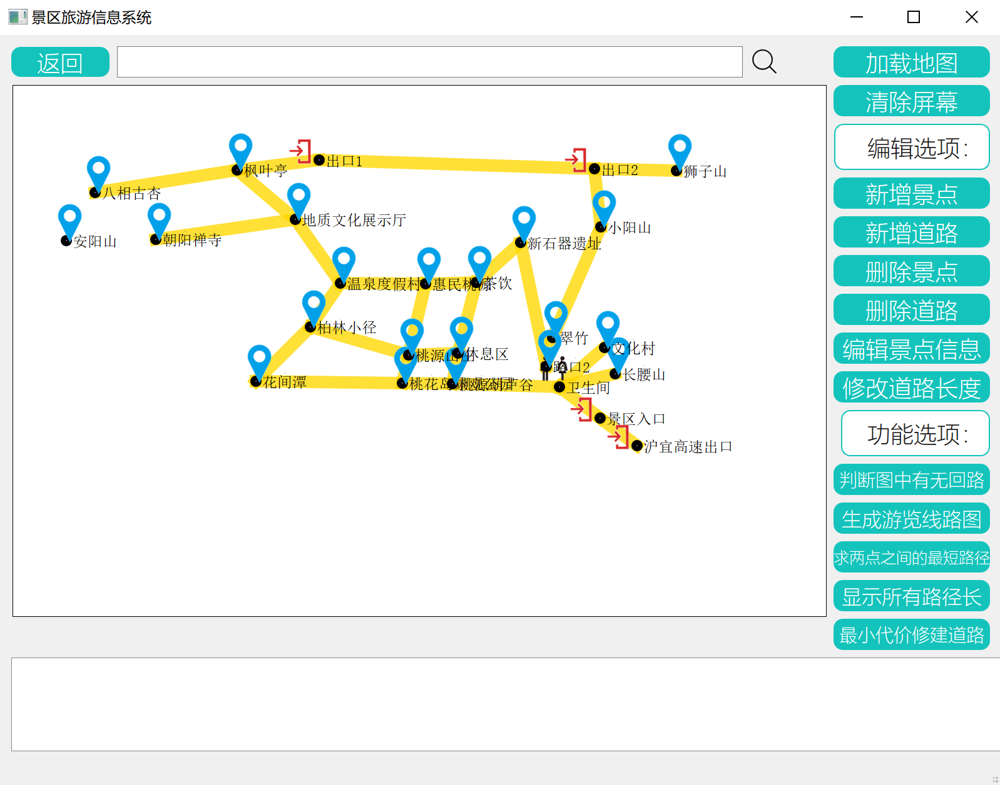 景区旅游信息系统
返回
加载地图
清除屏幕
编辑选项：
新增景点
新增道路
删除景点
删除道路
编辑景点信息
修改道路长度
功能选项：
判断图中有无回路
生成游览线路图
求两点之间的最短路径
显示所有路径长
最小代价修建道路
出口1
枫叶亭
出口2
狮子山
八相古杏
地质文化展示厅
小阳山
安阳山
朝阳禅寺
新石器遗址
温泉度假村
惠民桃源
茶饮
柏林小径
翠竹
文化村
桃源山庄
休息区
路口2
长腰山
花间潭
桃花岛
葫芦谷
卫生间
景区入口
沪宜高速出口